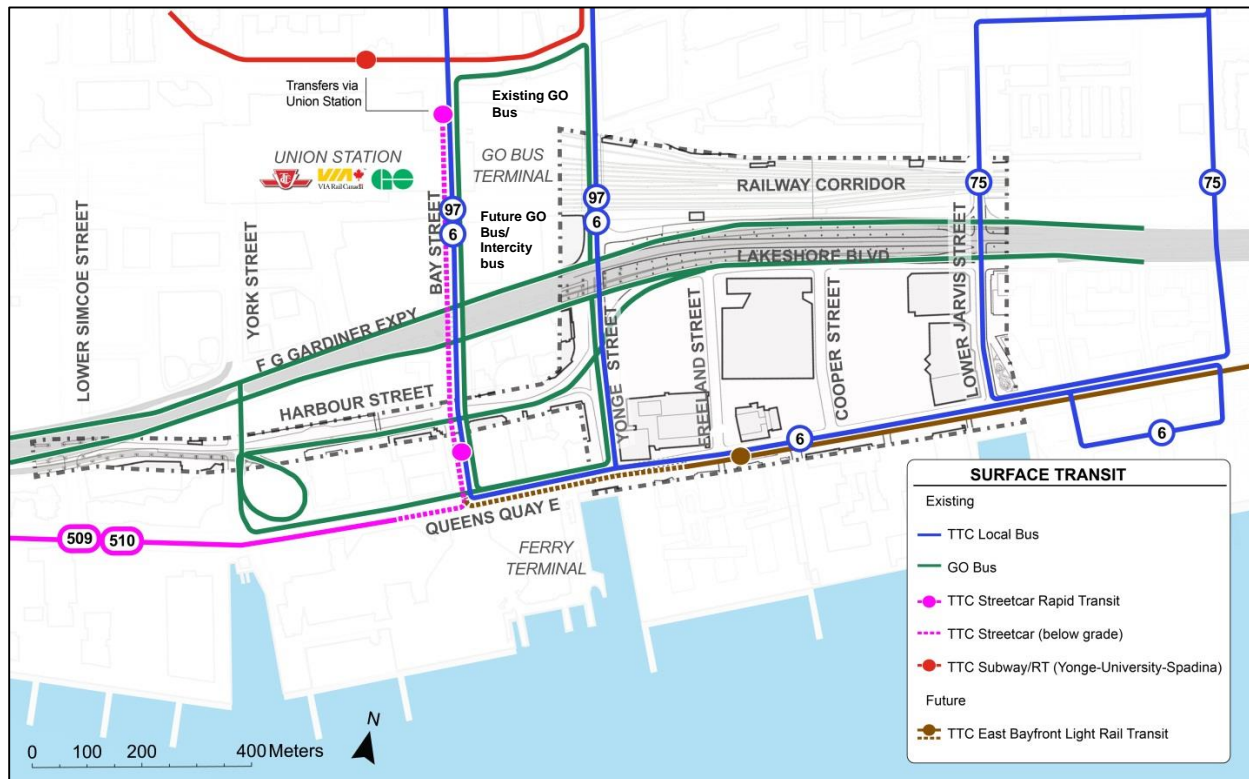 Transfers via
Union Station
Existing GO
Bus
UNION STATION
TTC
VIA
VIA Rail Canada
GO
GO BUS
TERMINAL
RAILWAY CORRIDOR
97
6
97
6
75
75
Future GO
Bus/
Intercity
bus
LOWER SIMCOE STREET
YORK STREET
BAY STREET
LAKESHORE BLVD
F G GARDINER EXPY
HARBOUR STREET
YONGE STREET
FREELAND STREET
COOPER STREET
LOWER JARVIS STREET
6
6
509
510
QUEENS QUAY E
FERRY
TERMINAL
SURFACE TRANSIT
Existing
TTC Local Bus
GO Bus
TTC Streetcar Rapid Transit
TTC Streetcar (below grade)
TTC Subway/RT (Yonge-University-Spadina)
Future
TTC East Bayfront Light Rail Transit
N
0 100 200 400 Meters